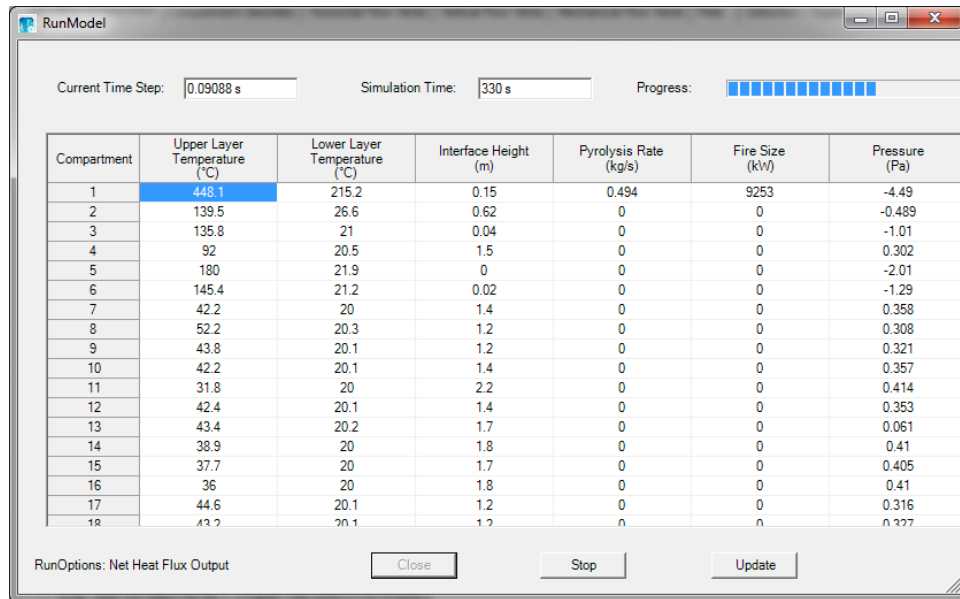 RunModel
Current Time Step: 0.09088 s Simulation Time: 330 s Progress:
Compartment Upper Layer Temperature (°C) Lower Layer Temperature (°C) Interface Height (m) Pyrolysis Rate (kg/s) Fire Size (kW) Pressure (Pa)
1 448.1 215.2 0.15 0.494 9253 -4.49
2 139.5 26.6 0.62 0 0 -0.489
3 135.8 21 0.04 0 0 -1.01
4 92 20.5 1.5 0 0 0.302
5 180 21.9 0 0 0 -2.01
6 145.4 21.2 0.02 0 0 -1.29
7 42.2 20 1.4 0 0 0.358
8 52.2 20.3 1.2 0 0 0.308
9 43.8 20.1 1.2 0 0 0.321
10 42.2 20.1 1.4 0 0 0.357
11 31.8 20 2.2 0 0 0.414
12 42.4 20.1 1.4 0 0 0.353
13 43.4 20.2 1.7 0 0 0.061
14 38.9 20 1.8 0 0 0.41
15 37.7 20 1.7 0 0 0.405
16 36 20 1.8 0 0 0.41
17 44.6 20.1 1.2 0 0 0.316
18 43.2 20.1 1.2 0 0 0.327
RunOptions: Net Heat Flux Output Close Stop Update